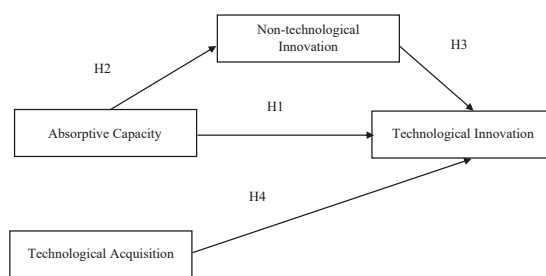 Non-technological
Innovation
H2
H3
H1
Absorptive Capacity
Technological Innovation
H4
Technological Acquisition